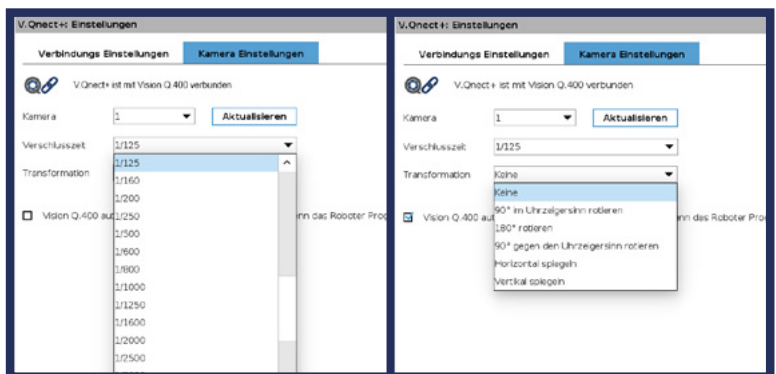 V.Qnect+: Einstellungen
Verbindungs Einstellungen Kamera Einstellungen
V.Qnect+ ist mit Vision Q.400 verbunden
Kamera 1 Aktualisieren
Verschlusszeit 1/125
1/125
Transformation
1/160
1/200
Vision Q.400 au 1/250 nn das Roboter Prog
1/500
1/600
1/800
1/1000
1/1250
1/1600
1/2000
1/2500
V.Qnect+: Einstellungen
Verbindungs Einstellungen Kamera Einstellungen
V.Qnect+ ist mit Vision Q.400 verbunden
Kamera 1 Aktualisieren
Verschlusszeit: 1/125
Transformation Keine
Keine
90° im Uhrzeigersinn rotieren
Vision Q.400 au nn das Roboter Pro
180° rotieren
90° gegen den Uhrzeigersinn rotieren
Horizontal spiegeln
Vertikal spiegeln